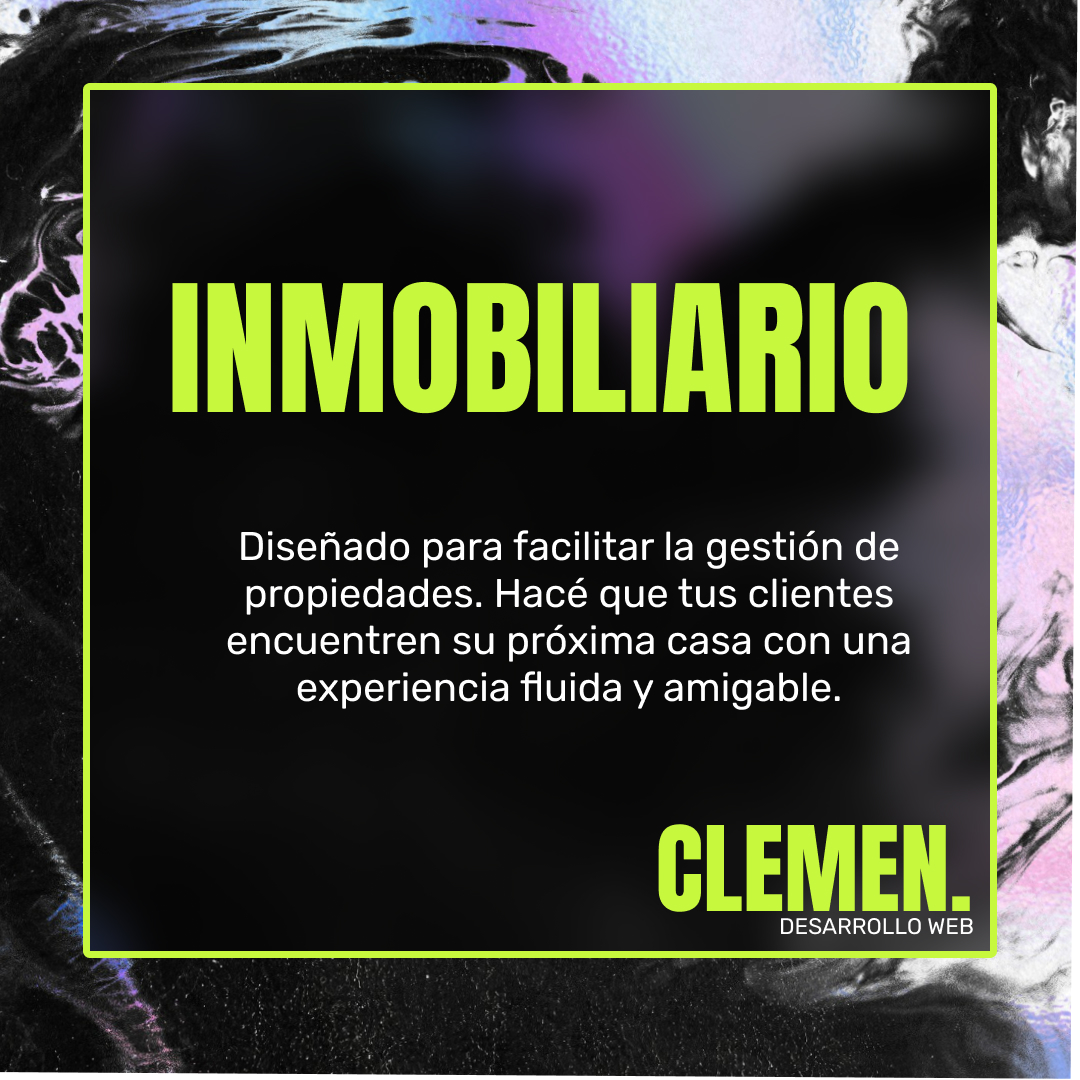 INMOBILIARIO
Diseñado para facilitar la gestión de
propiedades. Hacé que tus clientes
encuentren su próxima casa con una
experiencia fluida y amigable.
CLEMEN.
DESARROLLO WEB